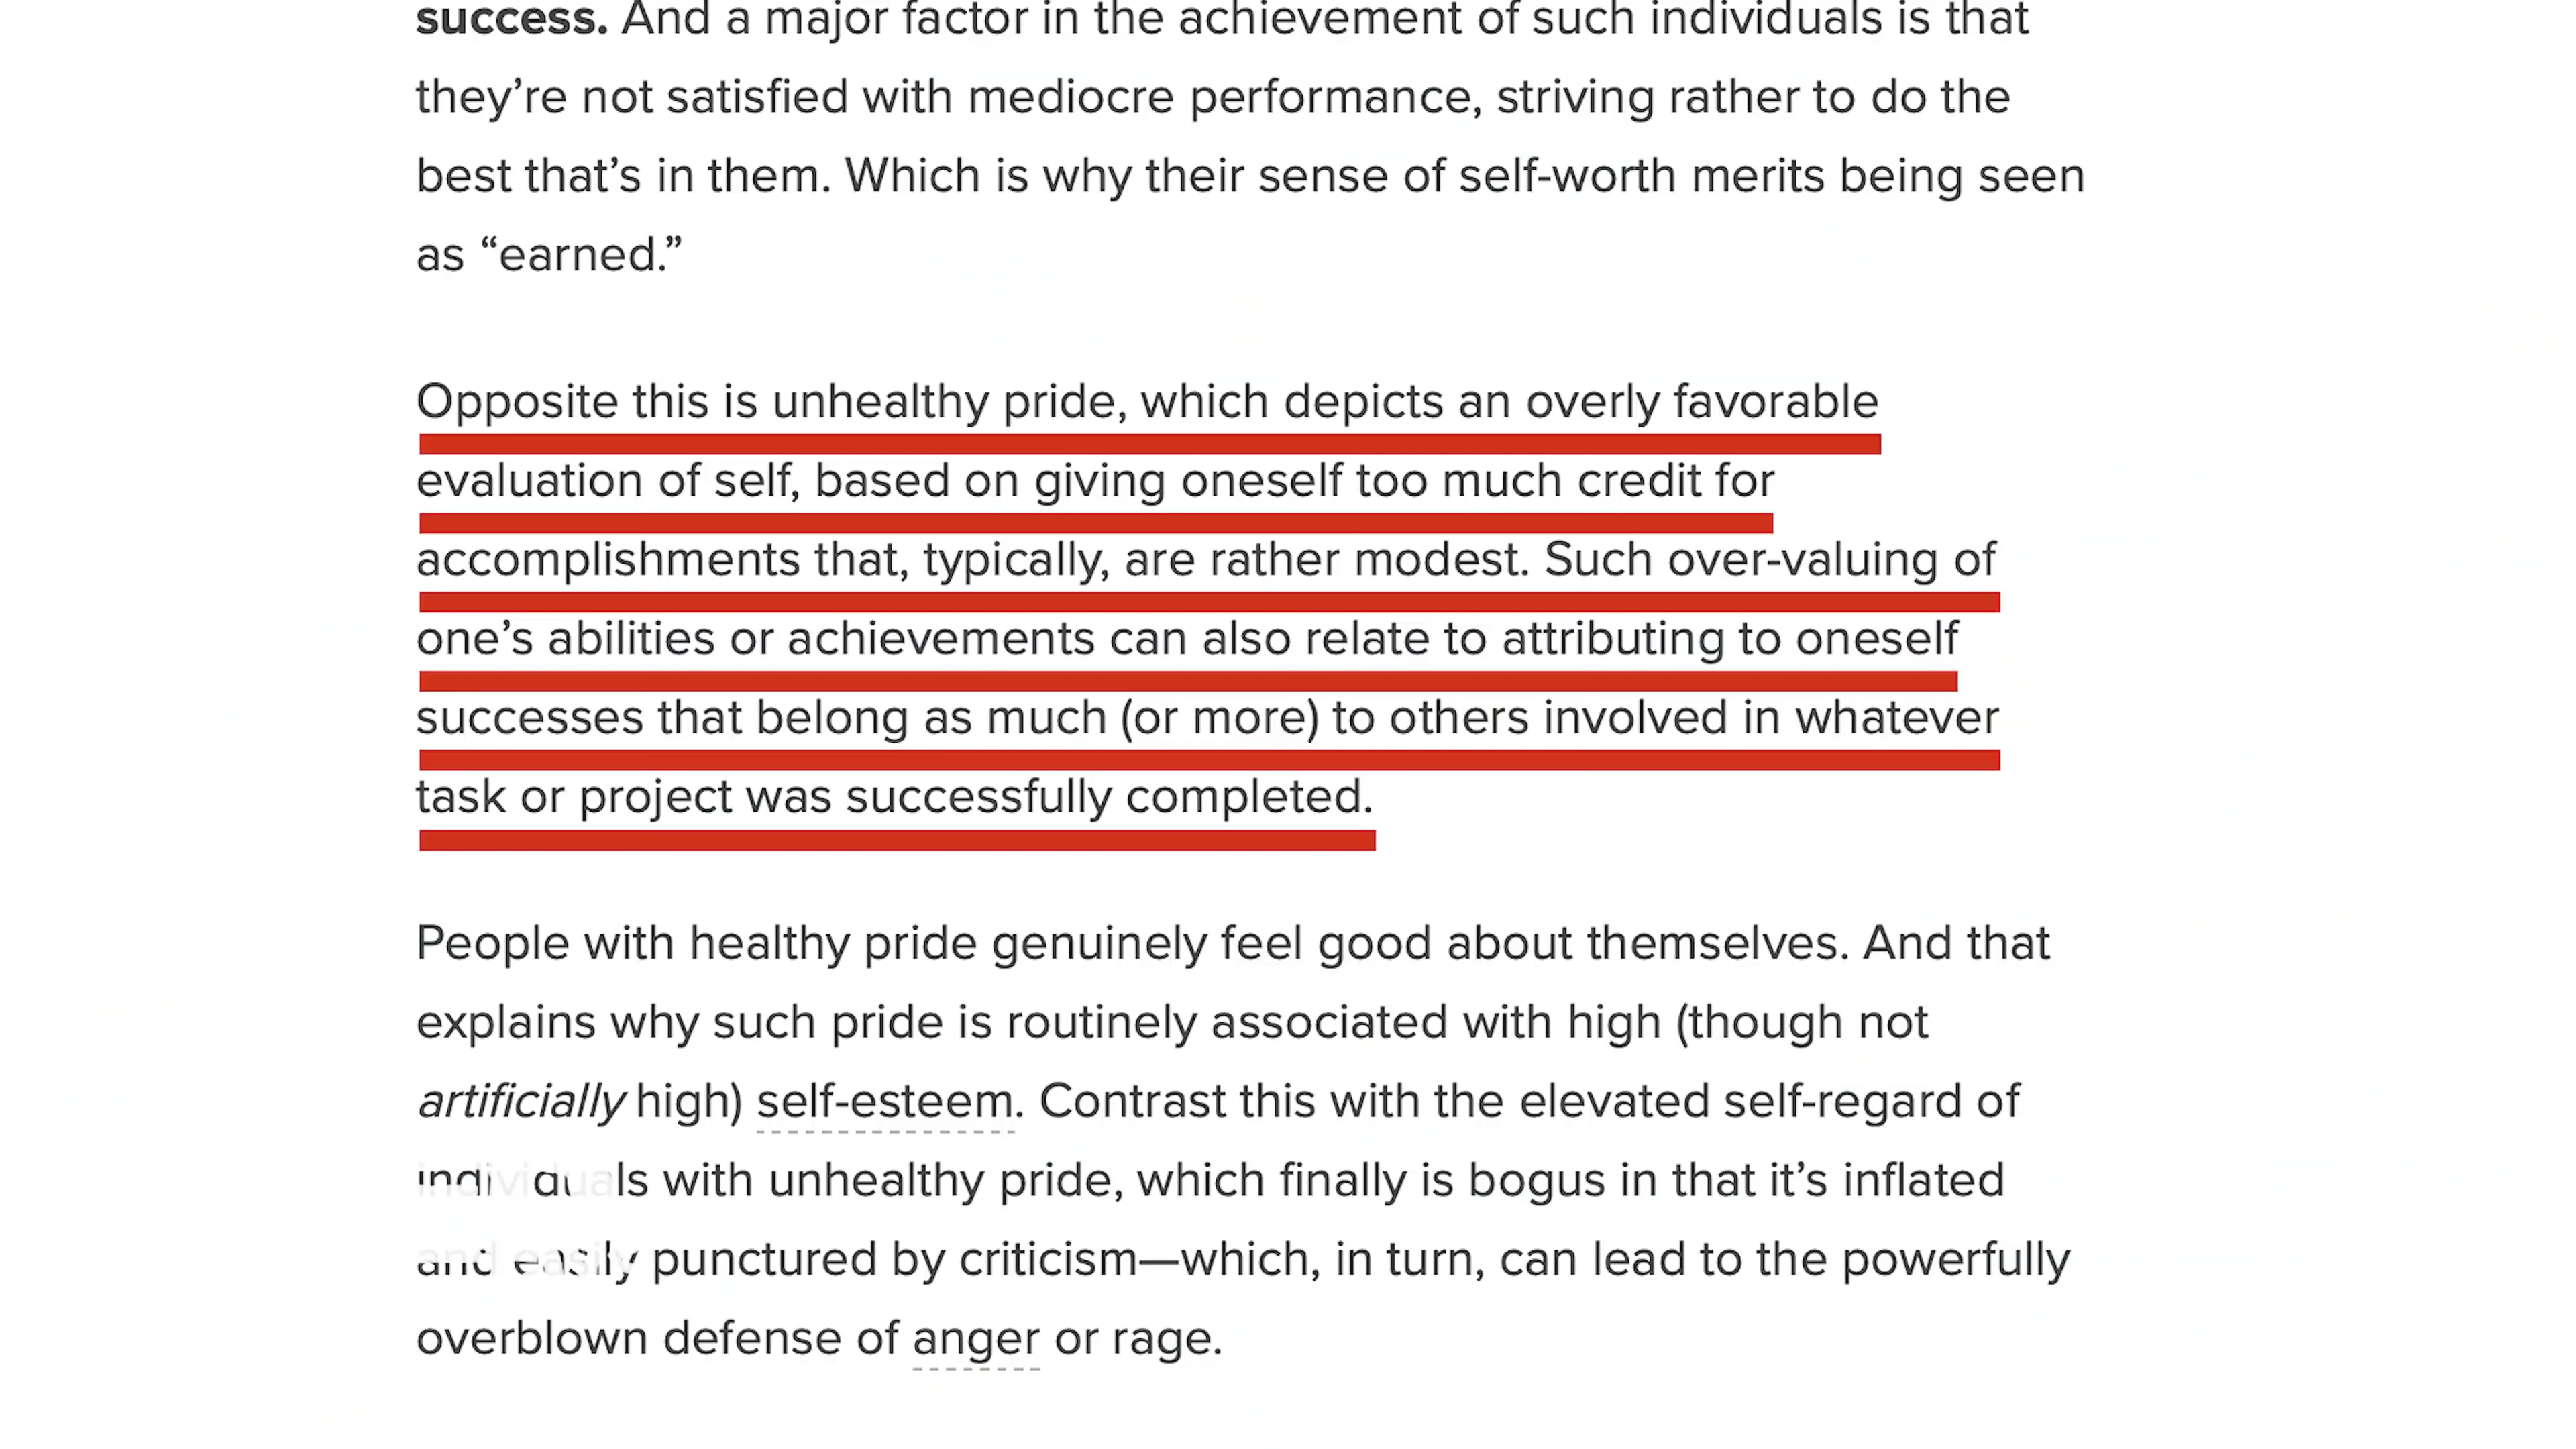 success. And a major factor in the achievement of such individuals is that
they’re not satisfied with mediocre performance, striving rather to do the
best that’s in them. Which is why their sense of self-worth merits being seen
as “earned.”
Opposite this is unhealthy pride, which depicts an overly favorable
evaluation of self, based on giving oneself too much credit for
accomplishments that, typically, are rather modest. Such over-valuing of
one’s abilities or achievements can also relate to attributing to oneself
successes that belong as much (or more) to others involved in whatever
task or project was successfully completed.
People with healthy pride genuinely feel good about themselves. And that
explains why such pride is routinely associated with high (though not
artificially high) self-esteem. Contrast this with the elevated self-regard of
individuals with unhealthy pride, which finally is bogus in that it’s inflated
and easily punctured by criticism—which, in turn, can lead to the powerfully
overblown defense of anger or rage.